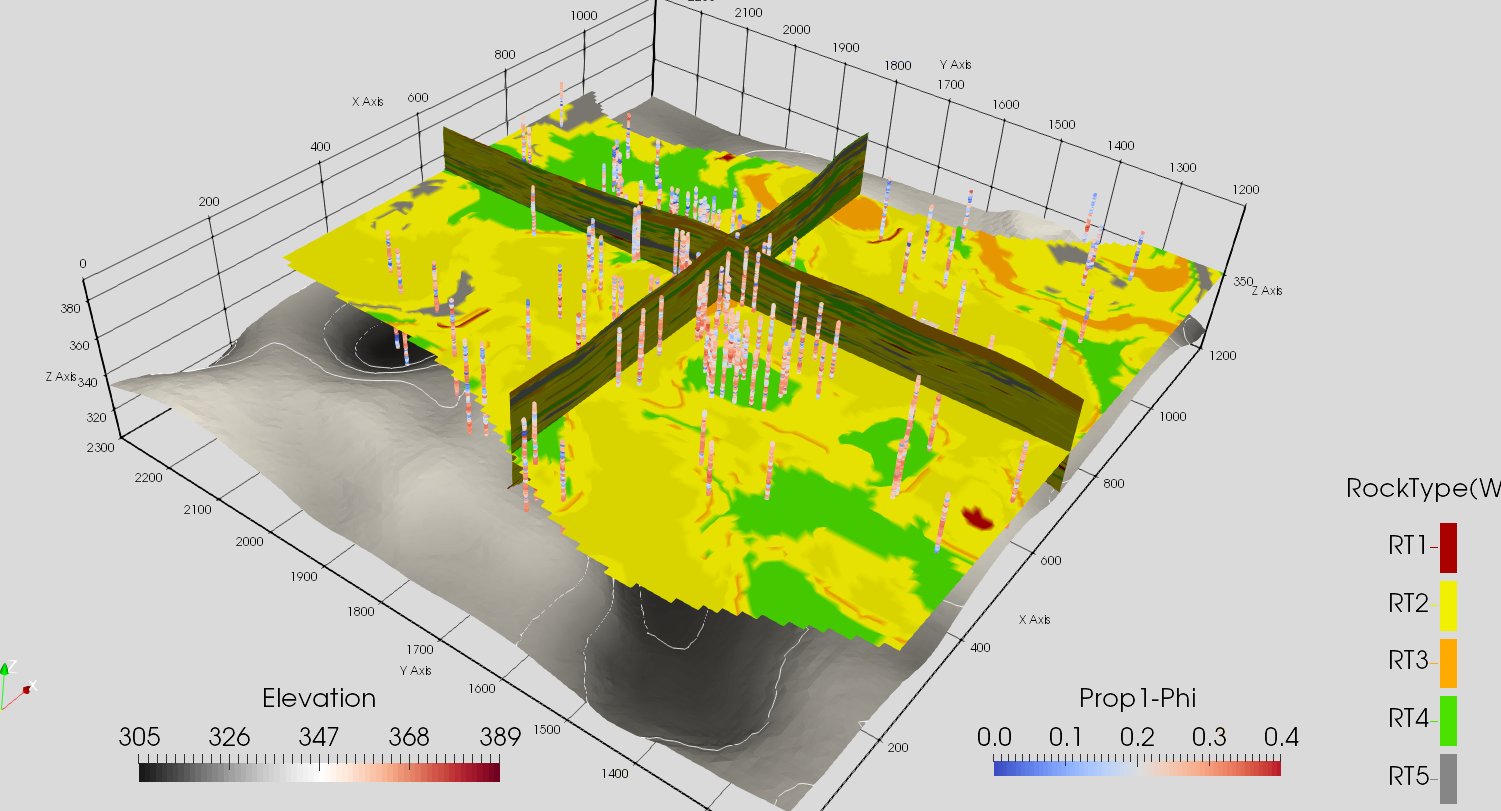 1000
2100
2000
800
1900
Y Axis
1800
X Axis
600
1700
1600
1500
400
1400
1300
200
1200
0
350
Z Axis
380
360
1200
Z Axis
340
320
1000
2300
2200
800
RockType(W
2100
RT1
2000
600
1900
RT2
1800
X Axis
1700
400
RT3
Y Axis
1600
Z
X
Elevation
Prop1-Phi
RT4
305 326 347 368 389
1500
0.0 0.1 0.2 0.3 0.4
200
1400
RT5